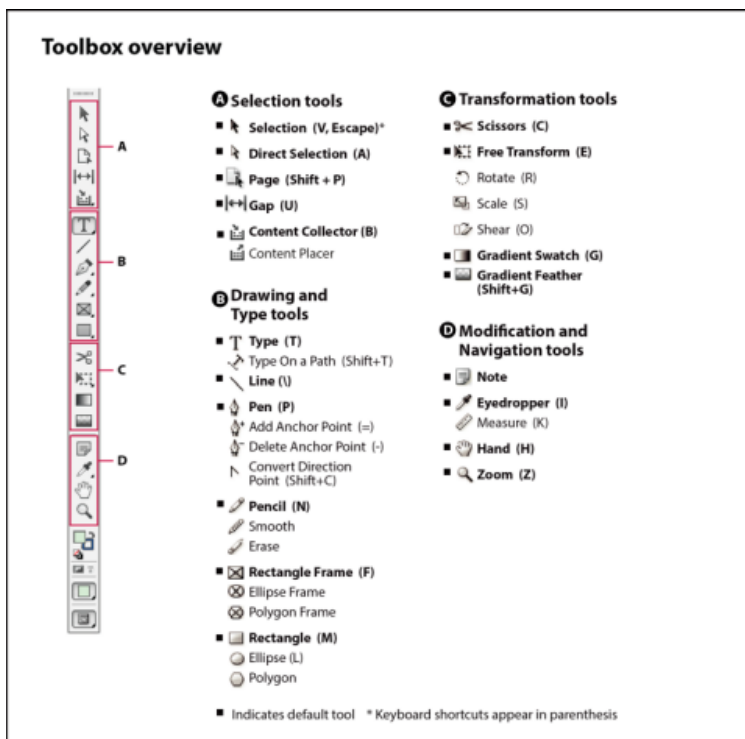 Toolbox overview
A
B
C
D
A Selection tools
■ Selection (V, Escape)*
■ Direct Selection (A)
■ Page (Shift + P)
■ Gap (U)
■ Content Collector (B)
Content Placer
B Drawing and
Type tools
■ Type (T)
Type On a Path (Shift+T)
■ Line (\)
■ Pen (P)
Add Anchor Point (=)
Delete Anchor Point (-)
Convert Direction
Point (Shift+C)
■ Pencil (N)
Smooth
Erase
■ Rectangle Frame (F)
Ellipse Frame
Polygon Frame
■ Rectangle (M)
Ellipse (L)
Polygon
C Transformation tools
■ Scissors (C)
■ Free Transform (E)
Rotate (R)
Scale (S)
Shear (O)
■ Gradient Swatch (G)
■ Gradient Feather
(Shift+G)
D Modification and
Navigation tools
■ Note
■ Eyedropper (I)
Measure (K)
■ Hand (H)
■ Zoom (Z)
■ Indicates default tool * Keyboard shortcuts appear in parenthesis